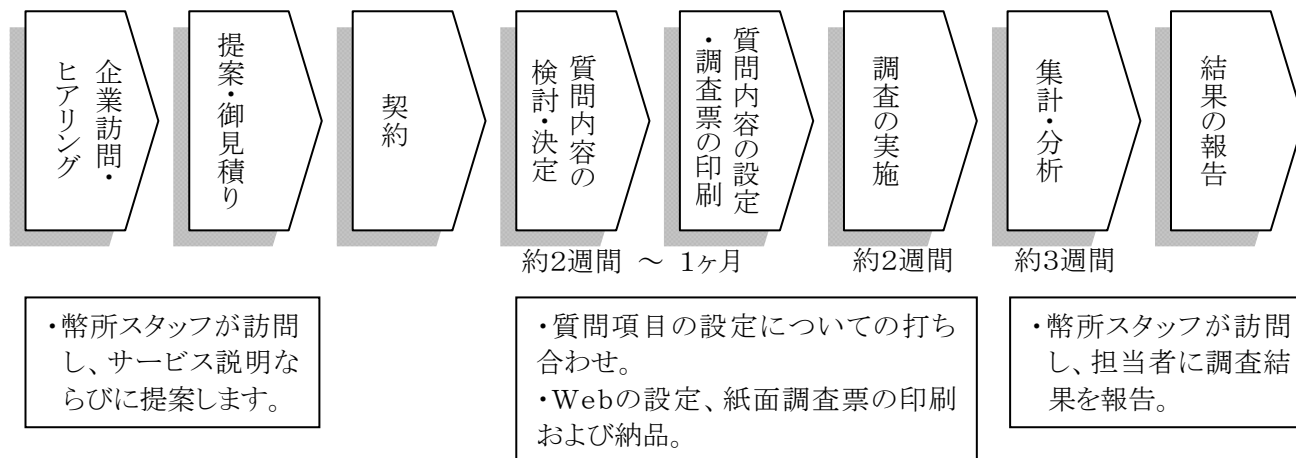 企業訪問・
ヒアリング
提案・御見積り
契約
質問内容の
検討・決定
質問内容の設定
・調査票の印刷
調査の実施
集計・分析
結果の報告
約2週間 ～ 1ヶ月
約2週間
約3週間
・幣所スタッフが訪問
し、サービス説明な
らびに提案します。
・質問項目の設定についての打ち
合わせ。
・Webの設定、紙面調査票の印刷
および納品。
・幣所スタッフが訪問
し、担当者に調査結
果を報告。